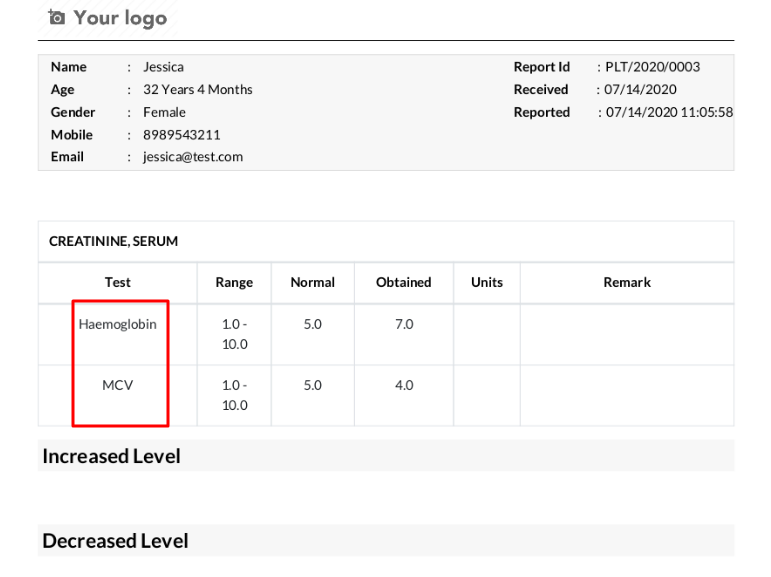 Your logo
Name : Jessica Report Id : PLT/2020/0003
Age : 32 Years 4 Months Received : 07/14/2020
Gender : Female Reported : 07/14/2020 11:05:58
Mobile : 8989543211
Email : jessica@test.com
CREATININE, SERUM
Test Range Normal Obtained Units Remark
Haemoglobin 1.0 - 5.0 7.0
10.0
MCV 1.0 - 5.0 4.0
10.0
Increased Level
Decreased Level